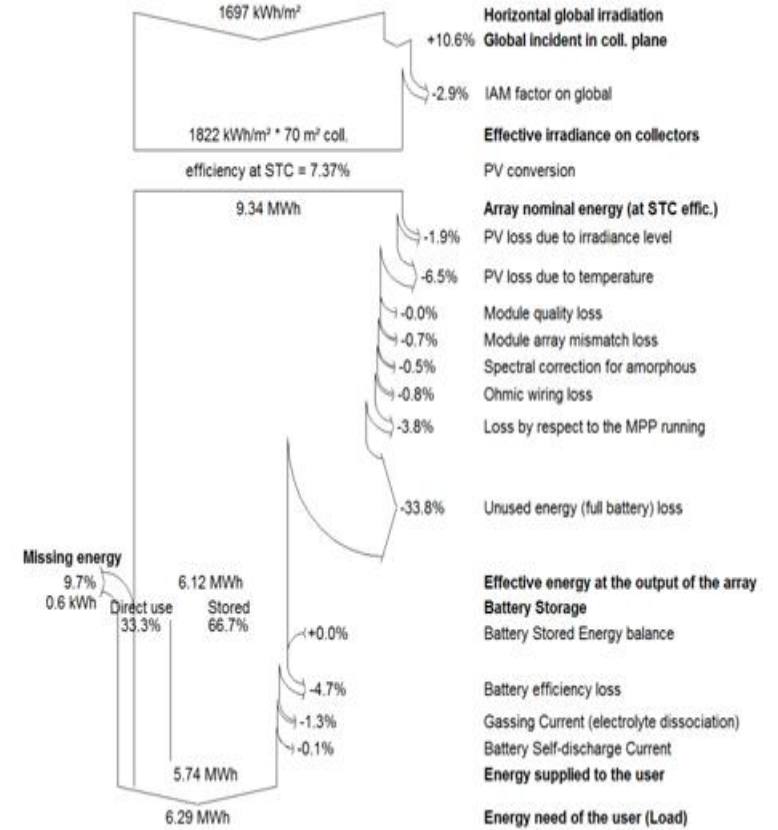 1697 kWh/m² Horizontal global irradiation
+10.6% Global incident in coll. plane
-2.9% IAM factor on global
1822 kWh/m² * 70 m² coll. Effective irradiance on collectors
efficiency at STC = 7.37% PV conversion
9.34 MWh Array nominal energy (at STC effic.)
-1.9% PV loss due to irradiance level
-6.5% PV loss due to temperature
-0.0% Module quality loss
-0.7% Module array mismatch loss
-0.5% Spectral correction for amorphous
-0.8% Ohmic wiring loss
-3.8% Loss by respect to the MPP running
-33.8% Unused energy (full battery) loss
Missing energy
9.7% 6.12 MWh Effective energy at the output of the array
0.6 kWh Direct use Stored Battery Storage
33.3% 66.7% +0.0% Battery Stored Energy balance
-4.7% Battery efficiency loss
-1.3% Gassing Current (electrolyte dissociation)
-0.1% Battery Self-discharge Current
5.74 MWh Energy supplied to the user
6.29 MWh Energy need of the user (Load)